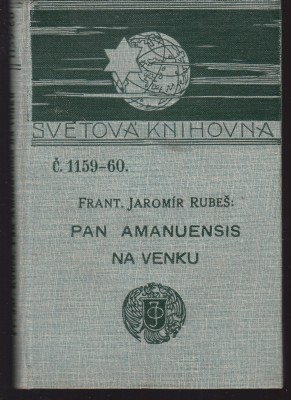 SVĚTOVÁ KNIHOVNA
Č. 1159-60.
FRANT. JAROMÍR RUBEŠ:
PAN AMANUENSIS
NA VENKU